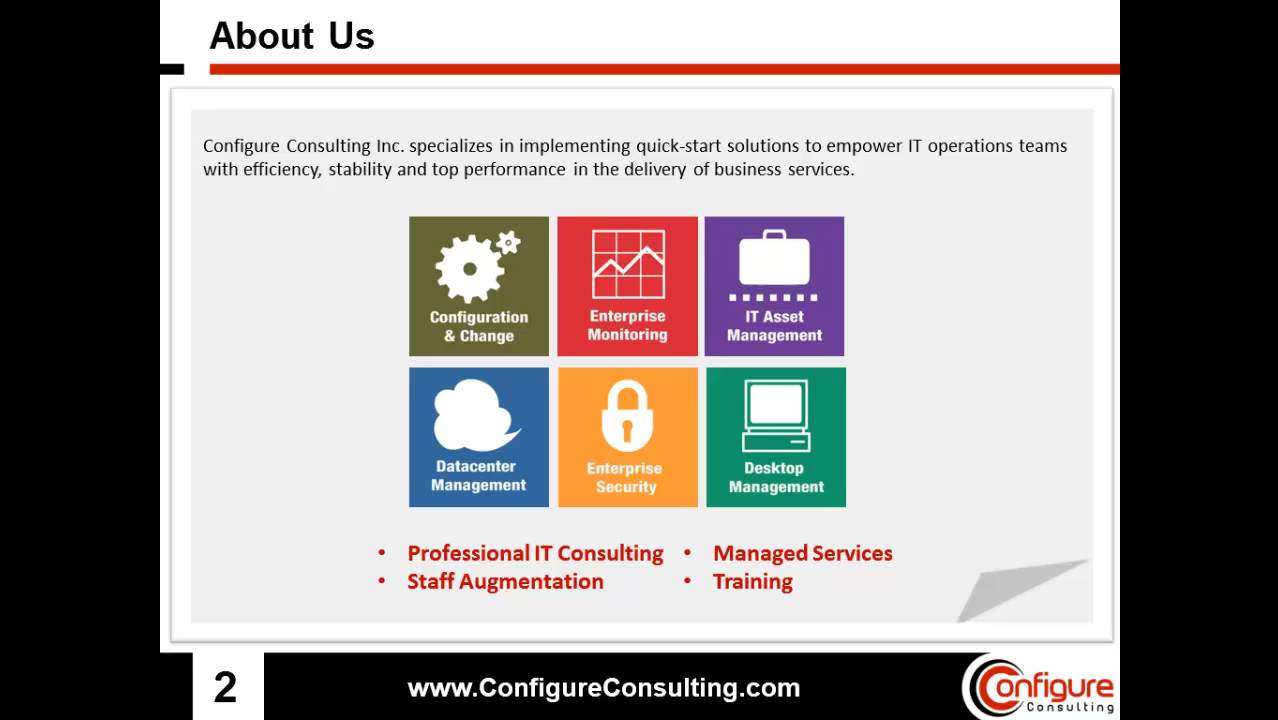 About Us
Configure Consulting Inc. specializes in implementing quick-start solutions to empower IT operations teams
with efficiency, stability and top performance in the delivery of business services.
Configuration
& Change
Enterprise
Monitoring
IT Asset
Management
Datacenter
Management
Enterprise
Security
Desktop
Management
• Professional IT Consulting
• Staff Augmentation
• Managed Services
• Training
2
www.ConfigureConsulting.com
Configure
Consulting